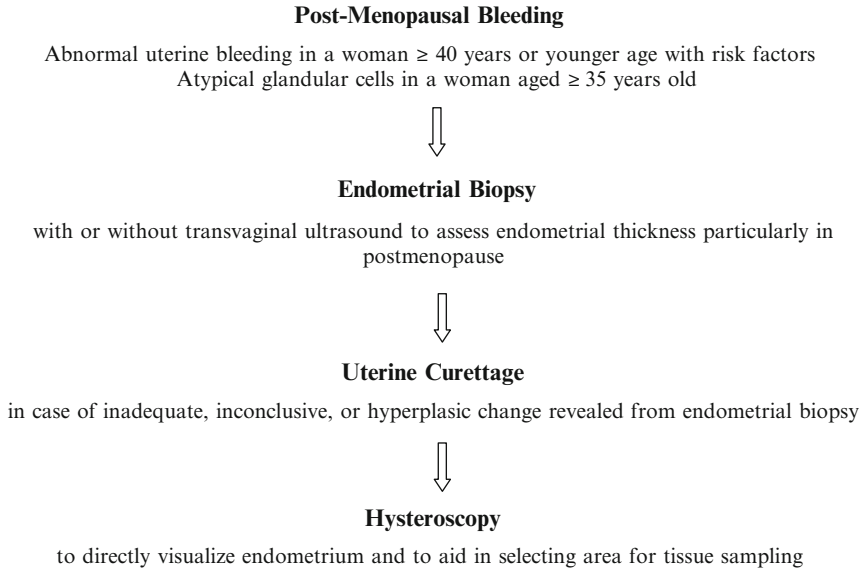 Post-Menopausal Bleeding
Abnormal uterine bleeding in a woman ≥ 40 years or younger age with risk factors
Atypical glandular cells in a woman aged ≥ 35 years old
Endometrial Biopsy
with or without transvaginal ultrasound to assess endometrial thickness particularly in
postmenopause
Uterine Curettage
in case of inadequate, inconclusive, or hyperplasic change revealed from endometrial biopsy
Hysteroscopy
to directly visualize endometrium and to aid in selecting area for tissue sampling